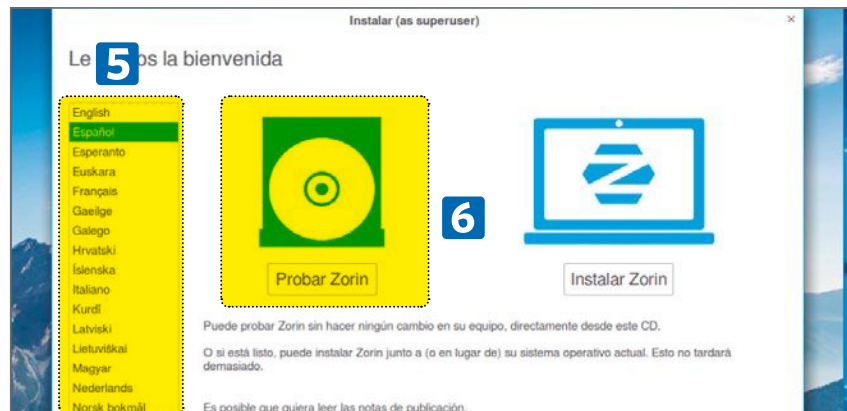 Instalar (as superuser)
×
Le os la bienvenida
5
English
Español
Esperanto
Euskara
Français
Gaeilge
Galego
Hrvatski
Íslenska
Italiano
Kurdî
Latviski
Lietuviškai
Magyar
Nederlands
Norsk bokmål
6
Probar Zorin
Instalar Zorin
Puede probar Zorin sin hacer ningún cambio en su equipo, directamente desde este CD.
O si está listo, puede instalar Zorin junto a (o en lugar de) su sistema operativo actual. Esto no tardará
demasiado.
Es posible que quiera leer las notas de publicación.